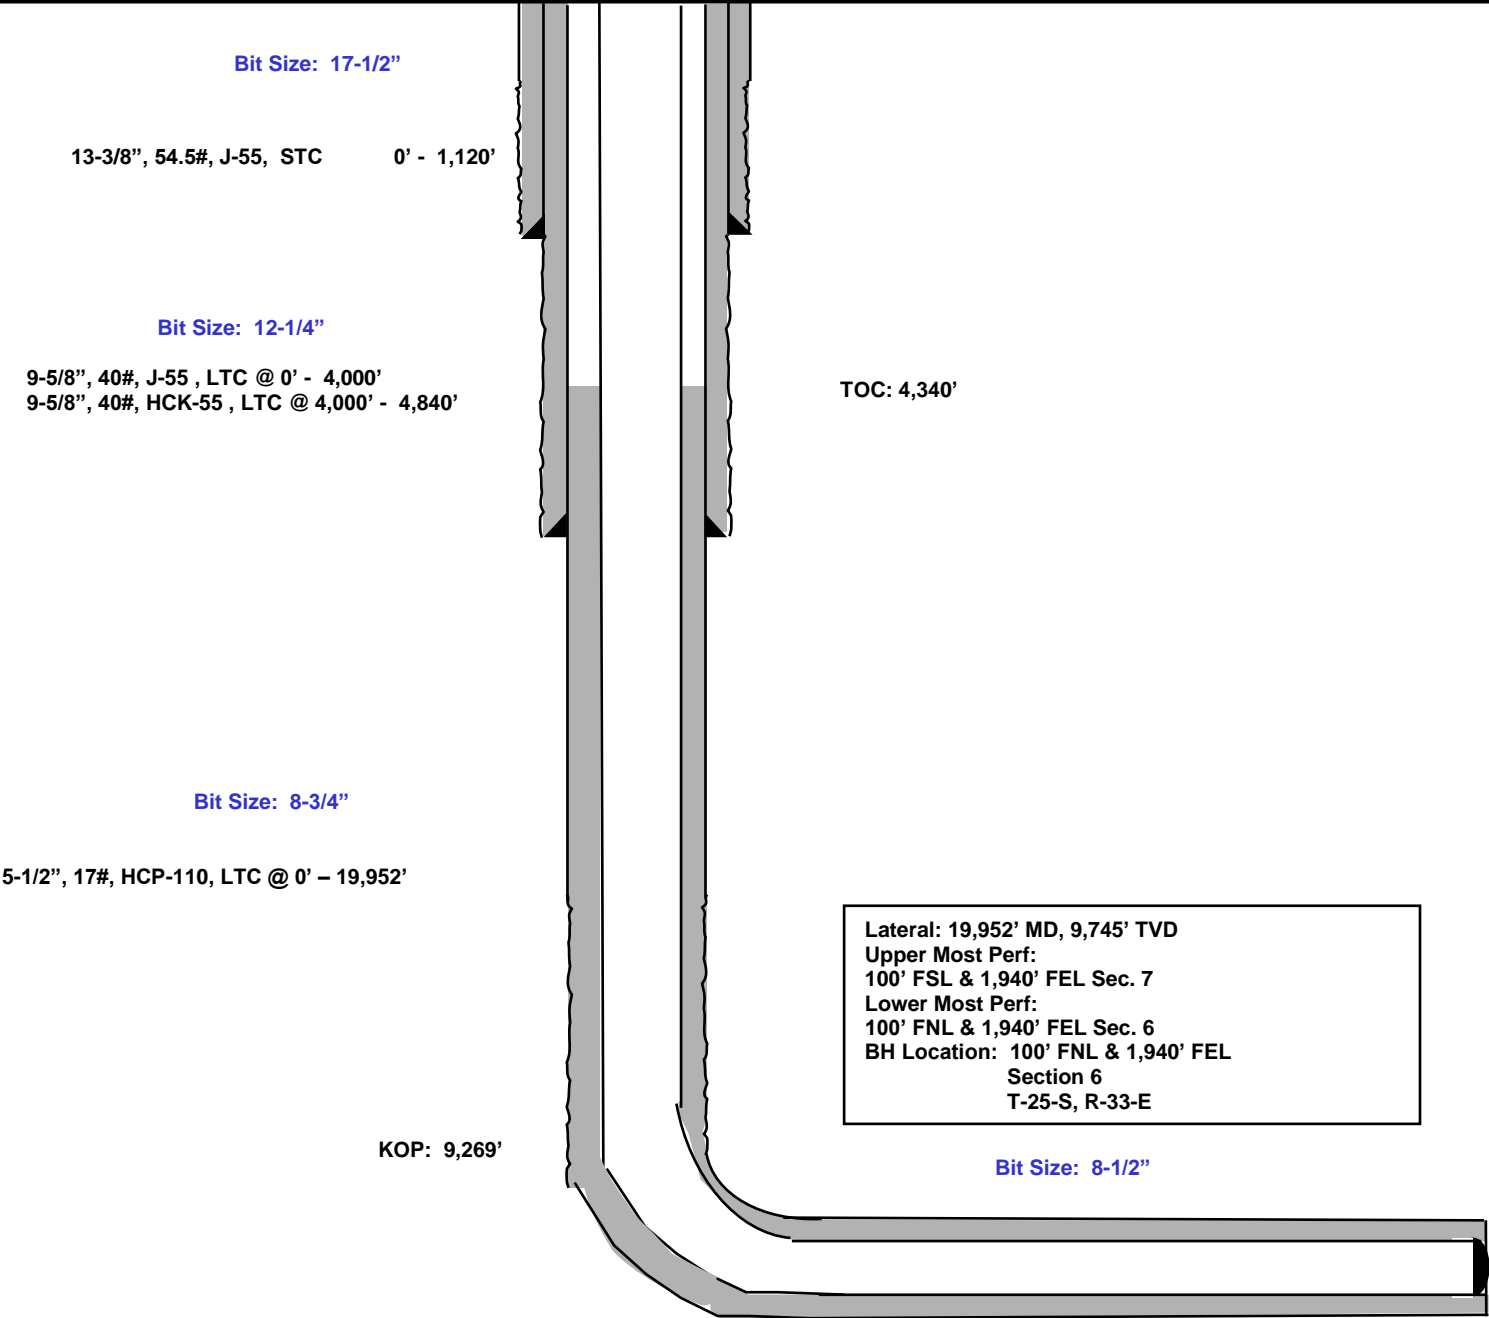 Bit Size: 17-1/2”
13-3/8”, 54.5#, J-55, STC 0’ - 1,120’
Bit Size: 12-1/4”
9-5/8”, 40#, J-55 , LTC @ 0’ - 4,000’
9-5/8”, 40#, HCK-55 , LTC @ 4,000’ - 4,840’
TOC: 4,340’
Bit Size: 8-3/4”
5-1/2”, 17#, HCP-110, LTC @ 0’ – 19,952’
Lateral: 19,952’ MD, 9,745’ TVD
Upper Most Perf:
100’ FSL & 1,940’ FEL Sec. 7
Lower Most Perf:
100’ FNL & 1,940’ FEL Sec. 6
BH Location: 100’ FNL & 1,940’ FEL
Section 6
T-25-S, R-33-E
KOP: 9,269’
Bit Size: 8-1/2”